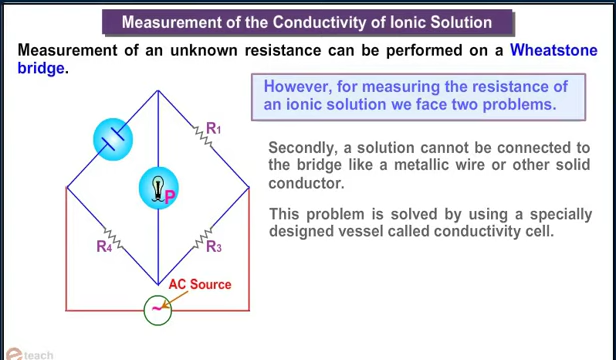 Measurement of the Conductivity of Ionic Solution
Measurement of an unknown resistance can be performed on a Wheatstone
bridge.
However, for measuring the resistance of
an ionic solution we face two problems.
R1
Secondly, a solution cannot be connected to
the bridge like a metallic wire or other solid
conductor.
P
This problem is solved by using a specially
designed vessel called conductivity cell.
R4
R3
AC Source
~
e teach